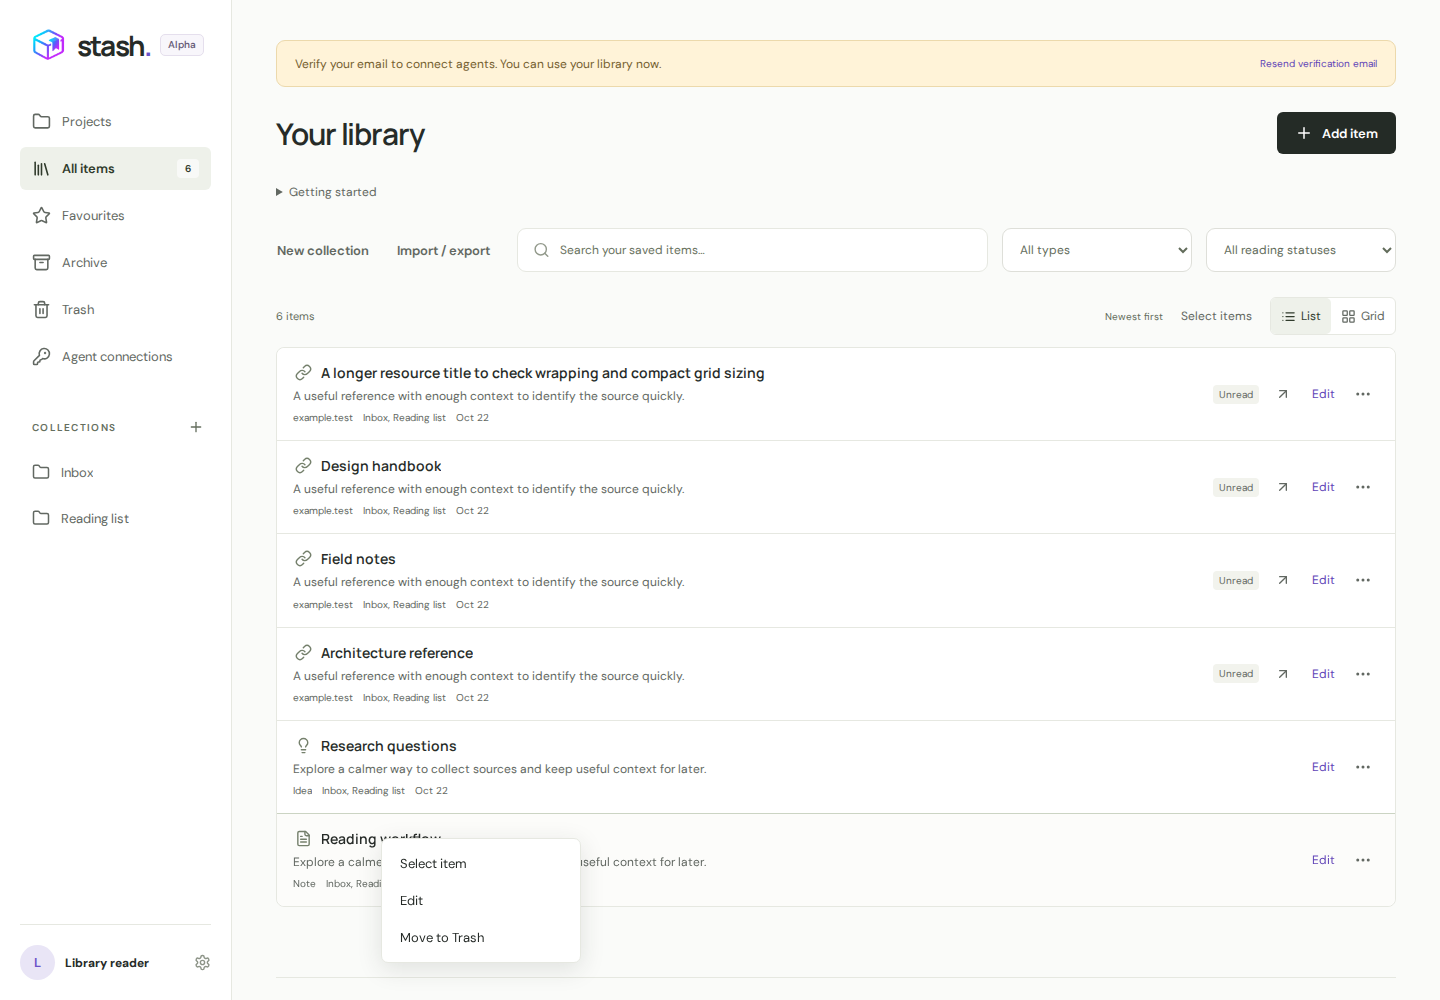 stash.
Alpha
Projects
All items 6
Favourites
Archive
Trash
Agent connections
COLLECTIONS
Inbox
Reading list
L Library reader
Verify your email to connect agents. You can use your library now. Resend verification email
Your library
Add item
Getting started
New collection Import / export Search your saved items... All types All reading statuses
6 items Newest first Select items List Grid
A longer resource title to check wrapping and compact grid sizing
A useful reference with enough context to identify the source quickly.
example.test Inbox, Reading list Oct 22
Unread Edit
Design handbook
A useful reference with enough context to identify the source quickly.
example.test Inbox, Reading list Oct 22
Unread Edit
Field notes
A useful reference with enough context to identify the source quickly.
example.test Inbox, Reading list Oct 22
Unread Edit
Architecture reference
A useful reference with enough context to identify the source quickly.
example.test Inbox, Reading list Oct 22
Unread Edit
Research questions
Explore a calmer way to collect sources and keep useful context for later.
Idea Inbox, Reading list Oct 22
Edit
Reading workflow
Explore a calme useful context for later.
Note Inbox, Readi
Edit
Select item
Edit
Move to Trash